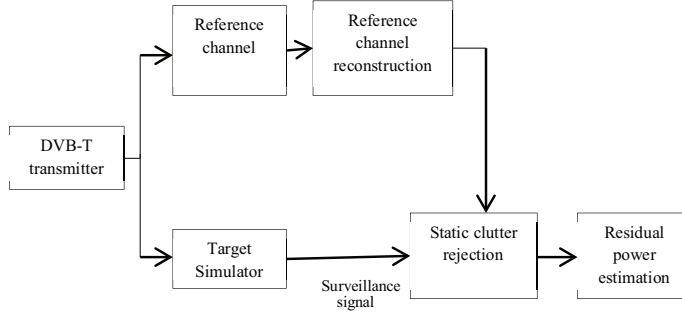 Reference
channel
Reference
channel
reconstruction
DVB-T
transmitter
Target
Simulator
Surveillance
signal
Static clutter
rejection
Residual
power
estimation